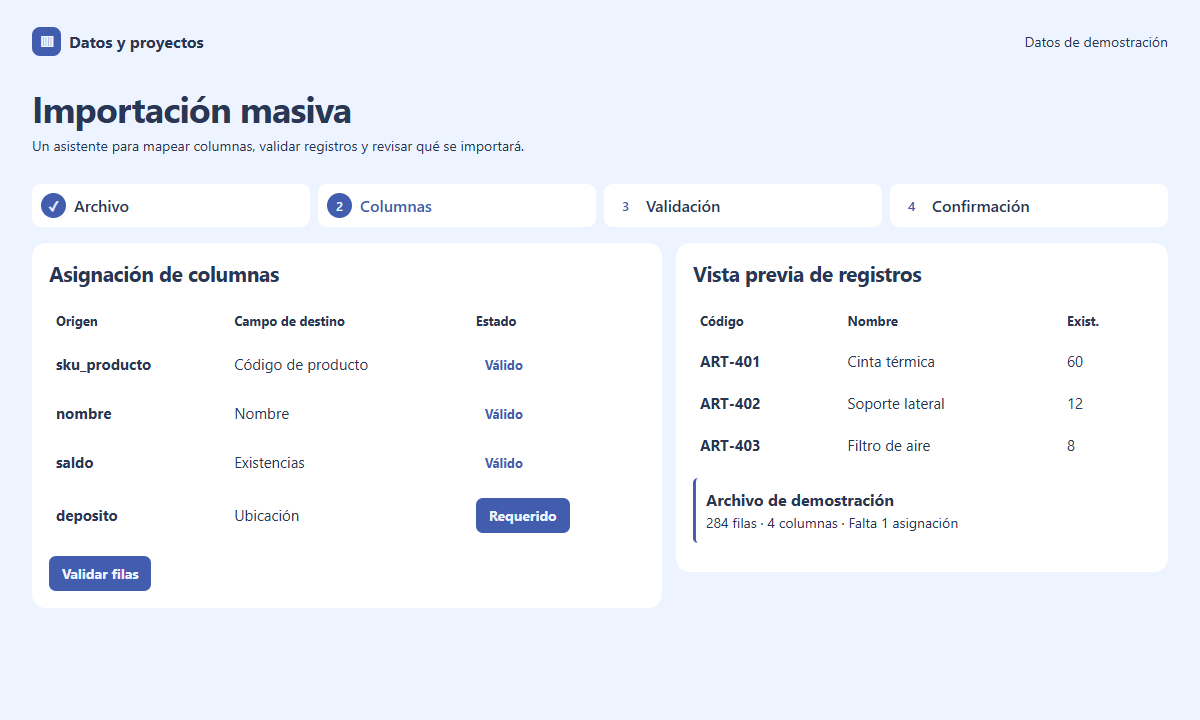 Datos y proyectos
Datos de demostración
Importación masiva
Un asistente para mapear columnas, validar registros y revisar qué se importará.
✓ Archivo
2 Columnas
3 Validación
4 Confirmación
Asignación de columnas
Origen Campo de destino Estado
sku_producto Código de producto Válido
nombre Nombre Válido
saldo Existencias Válido
deposito Ubicación Requerido
Validar filas
Vista previa de registros
Código Nombre Exist.
ART-401 Cinta térmica 60
ART-402 Soporte lateral 12
ART-403 Filtro de aire 8
Archivo de demostración
284 filas · 4 columnas · Falta 1 asignación